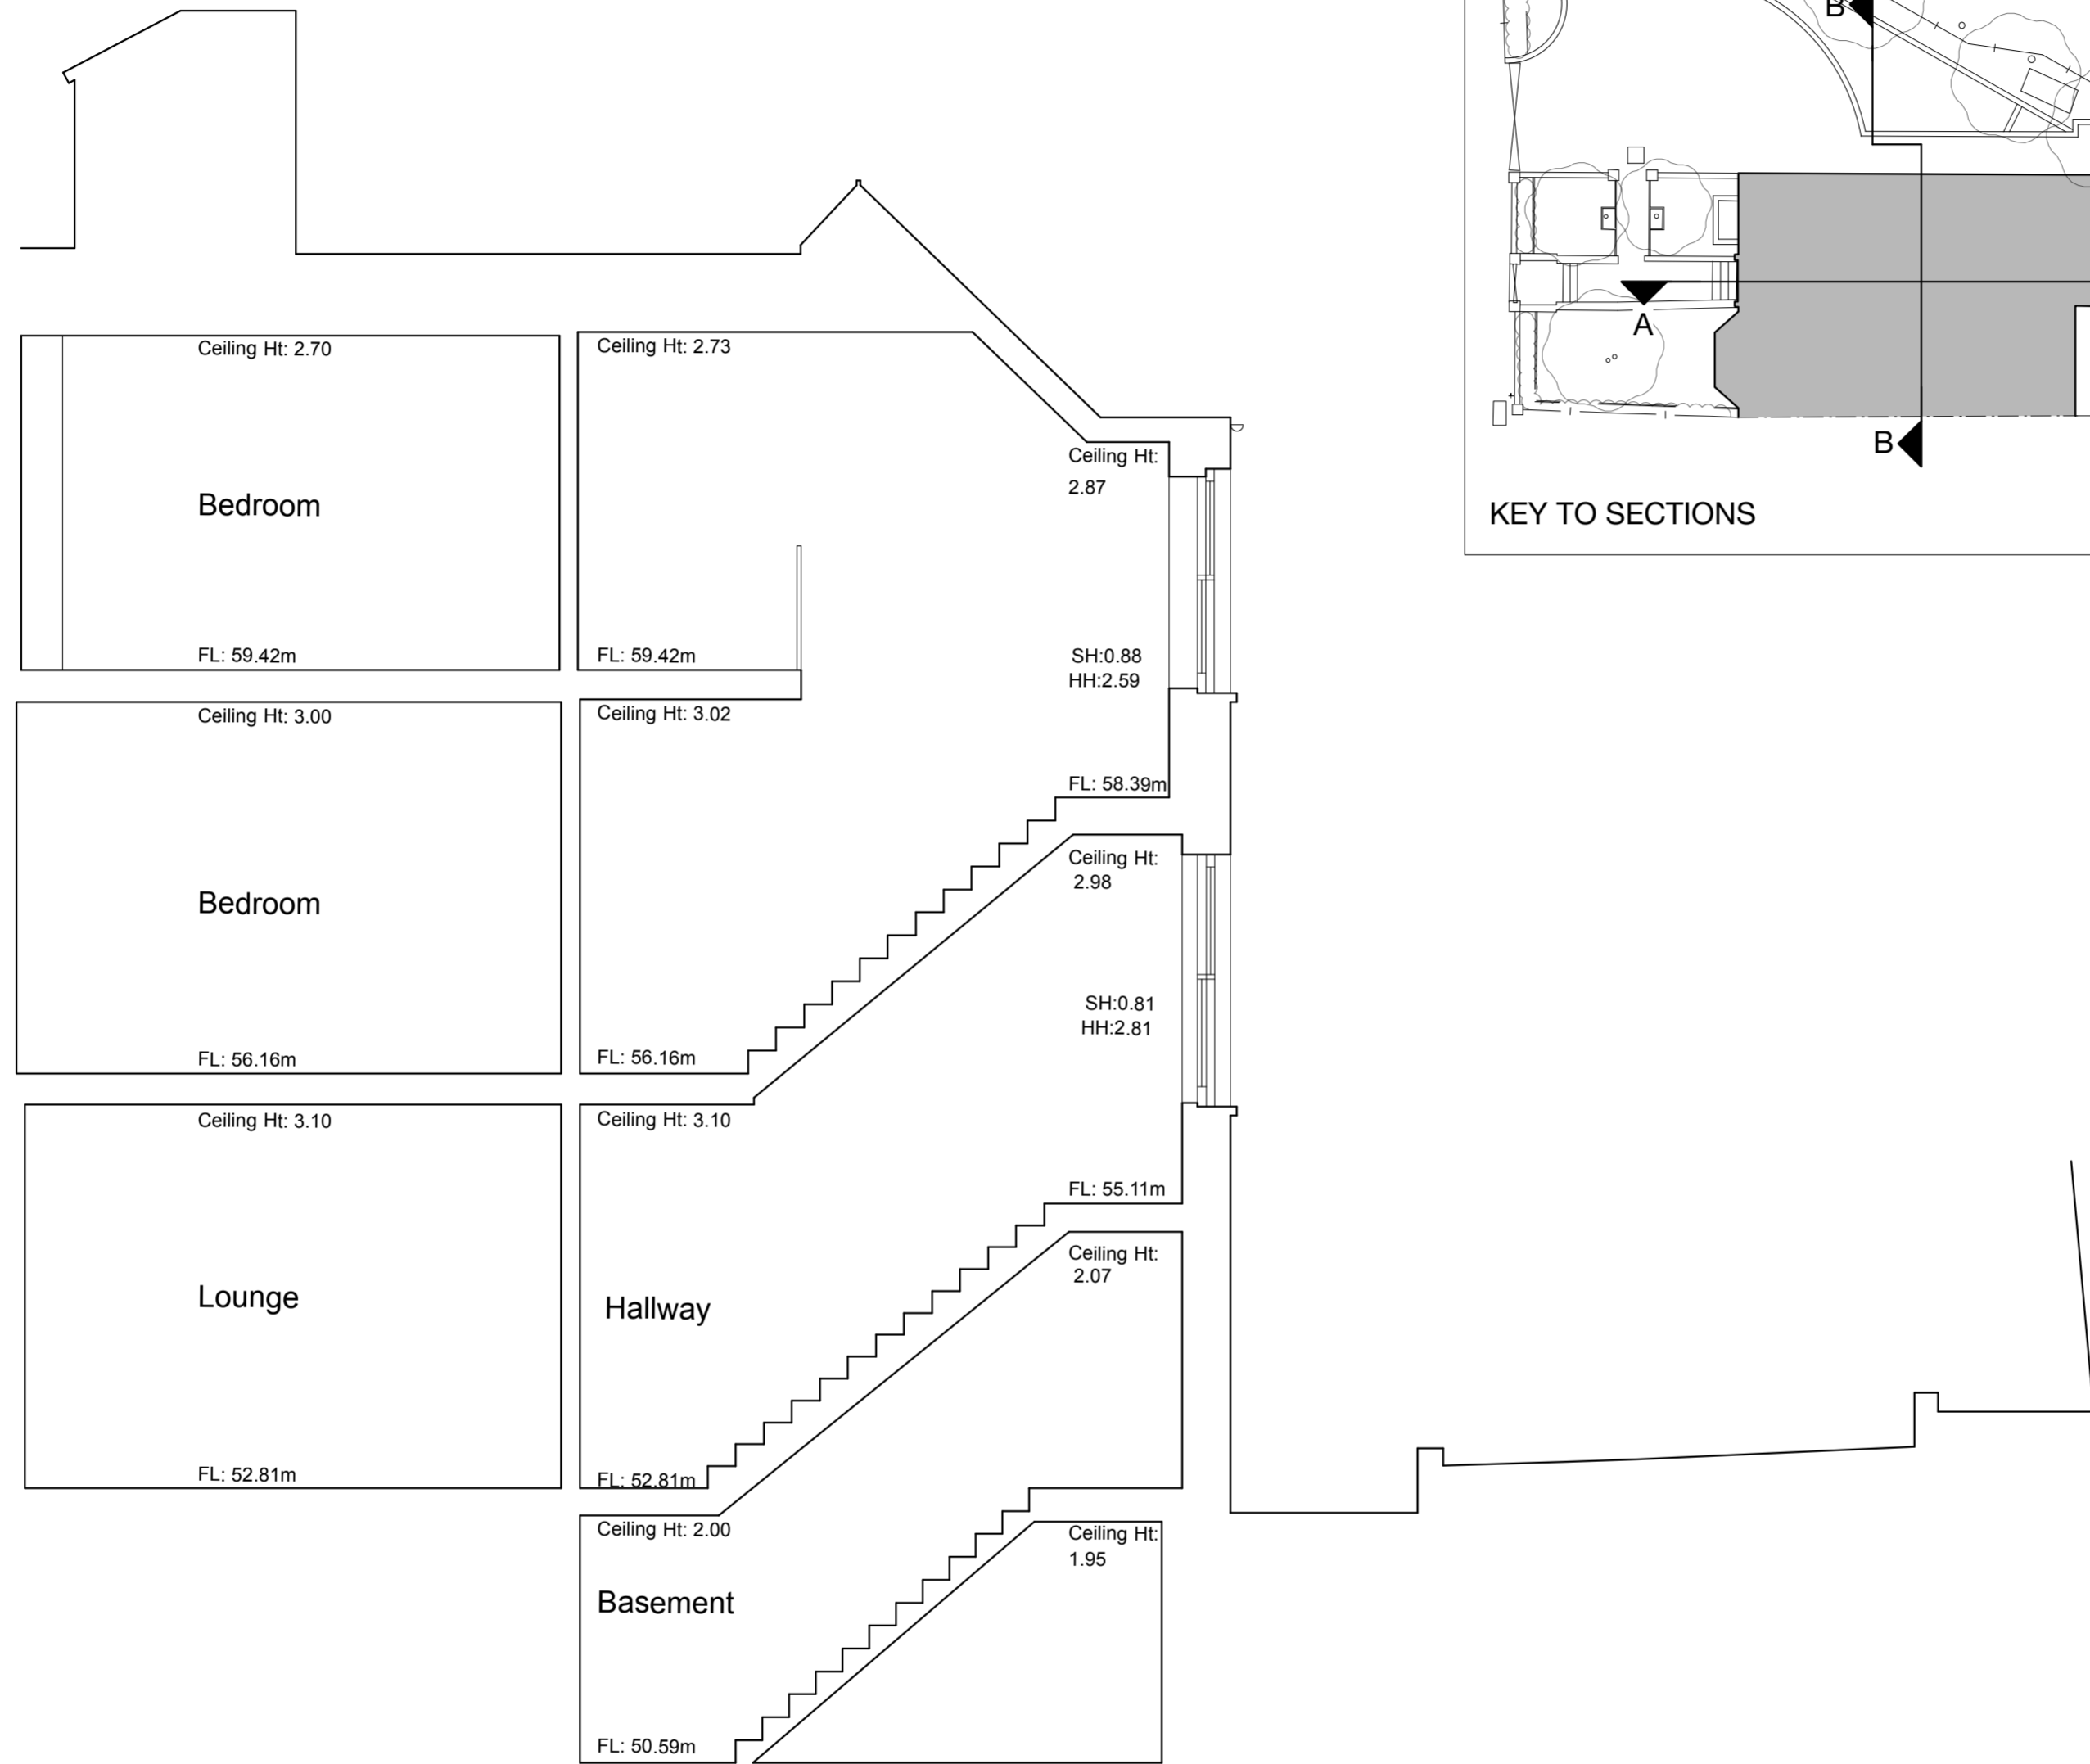 B
A
B
KEY TO SECTIONS
Ceiling Ht: 2.70
Bedroom
FL: 59.42m
Ceiling Ht: 2.73
FL: 59.42m
Ceiling Ht:
2.87
SH:0.88
HH:2.59
FL: 58.39m
Ceiling Ht: 3.00
Bedroom
FL: 56.16m
Ceiling Ht: 3.02
FL: 56.16m
Ceiling Ht:
2.98
SH:0.81
HH:2.81
FL: 55.11m
Ceiling Ht: 3.10
Lounge
FL: 52.81m
Ceiling Ht: 3.10
Hallway
FL: 52.81m
Ceiling Ht:
2.07
Ceiling Ht: 2.00
Basement
FL: 50.59m
Ceiling Ht:
1.95